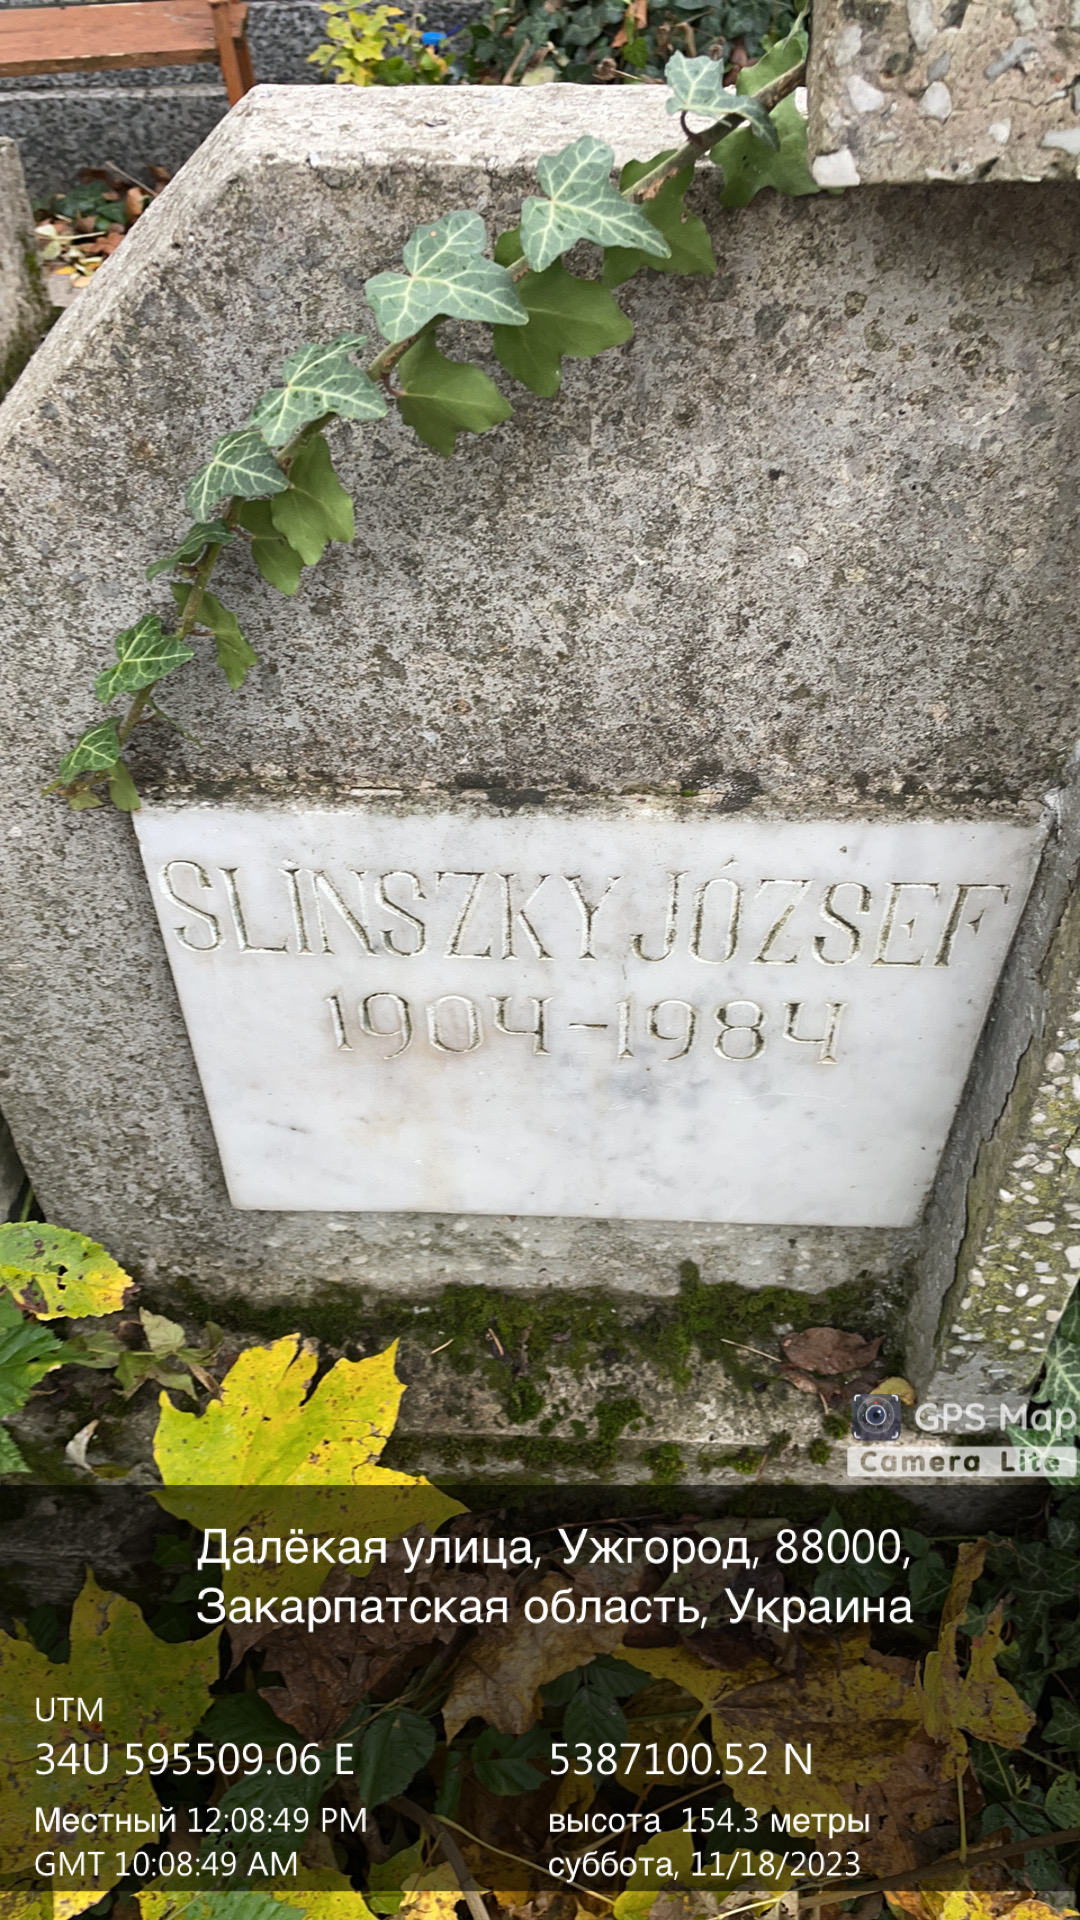 SLINSZKY JÓZSEF
1904-1984
GPS Map
Camera Lite
Далёкая улица, Ужгород, 88000,
Закарпатская область, Украина
UTM
34U 595509.06 E
5387100.52 N
Местный 12:08:49 PM
высота 154.3 метры
GMT 10:08:49 AM
суббота, 11/18/2023